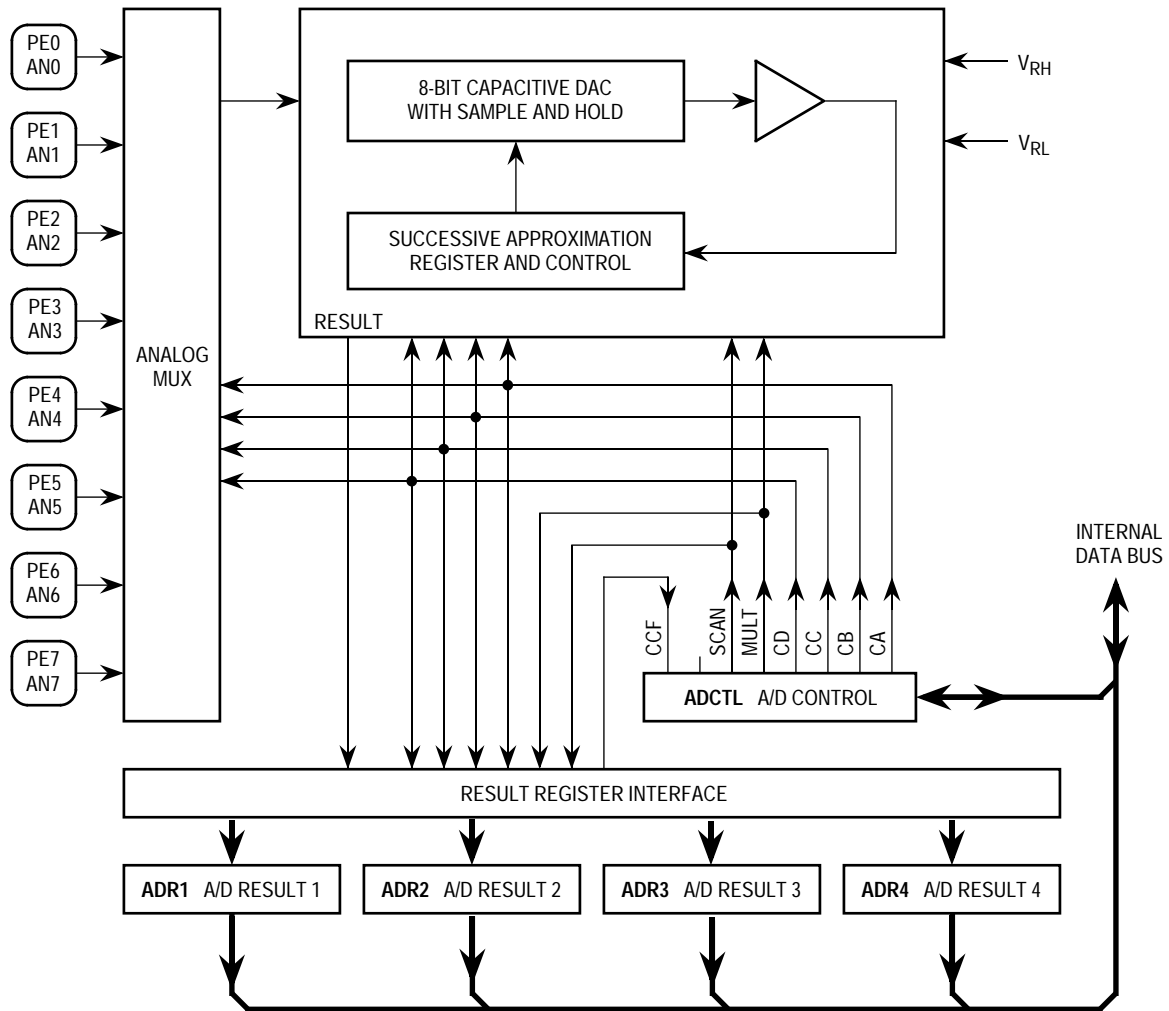 PE0
AN0
PE1
AN1
PE2
AN2
PE3
AN3
PE4
AN4
PE5
AN5
PE6
AN6
PE7
AN7
ANALOG
MUX
8-BIT CAPACITIVE DAC
WITH SAMPLE AND HOLD
SUCCESSIVE APPROXIMATION
REGISTER AND CONTROL
RESULT
VRH
VRL
INTERNAL
DATA BUS
CCF
SCAN
MULT
CD
CC
CB
CA
ADCTL A/D CONTROL
RESULT REGISTER INTERFACE
ADR1 A/D RESULT 1
ADR2 A/D RESULT 2
ADR3 A/D RESULT 3
ADR4 A/D RESULT 4